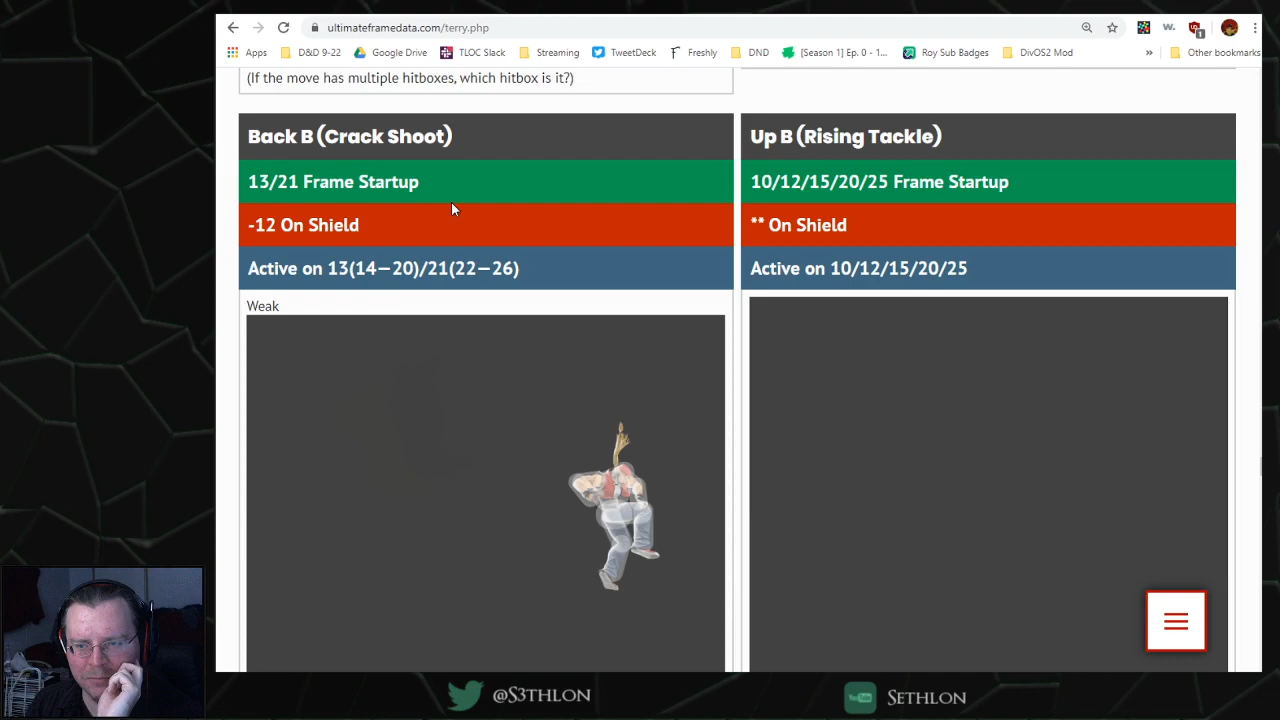 ultimateframedata.com/terry.php
Apps D&D 9-22 Google Drive TLOC Slack Streaming TweetDeck Freshly DND [Season 1] Ep. 0 - 1... Roy Sub Badges DivOS2 Mod » Other bookmarks
(If the move has multiple hitboxes, which hitbox is it?)
Back B (Crack Shoot)
13/21 Frame Startup
-12 On Shield
Active on 13(14—20)/21(22—26)
Weak
Up B (Rising Tackle)
10/12/15/20/25 Frame Startup
** On Shield
Active on 10/12/15/20/25
@S3THLON
SETHLON